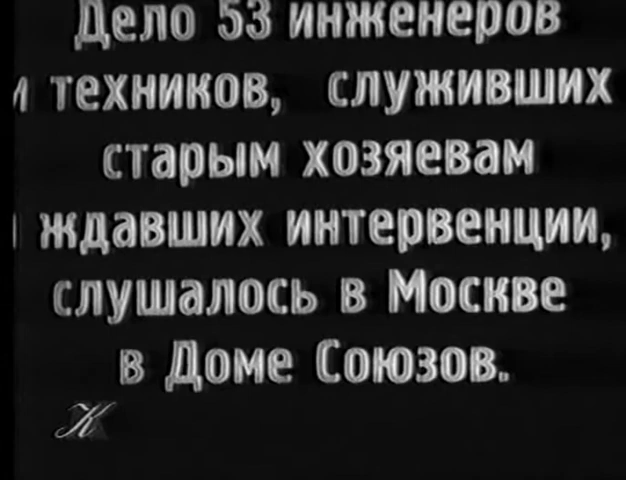 Дело 53 инженеров
и техников, служивших
старым хозяевам
и ждавших интервенции,
слушалось в Москве
в Доме Союзов.
К